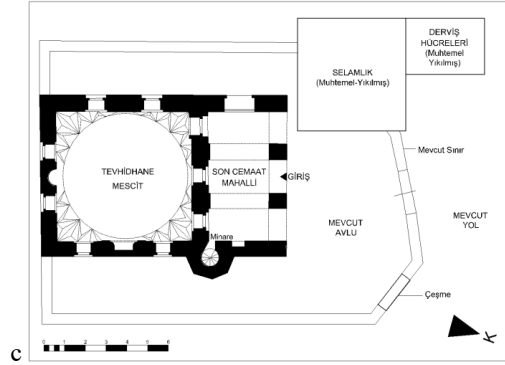 DERVİŞ
HÜCRELERİ
(Muhtemel
Yıkılmış)
SELAMLIK
(Muhtemel-Yıkılmış)
Mevcut Sınır
TEVHİDHANE
MESCİT
SON CEMAAT
MAHALLİ
GİRİŞ
MEVCUT
AVLU
MEVCUT
YOL
Minare
Çeşme
K
0 1 2 3 4 5 6
c